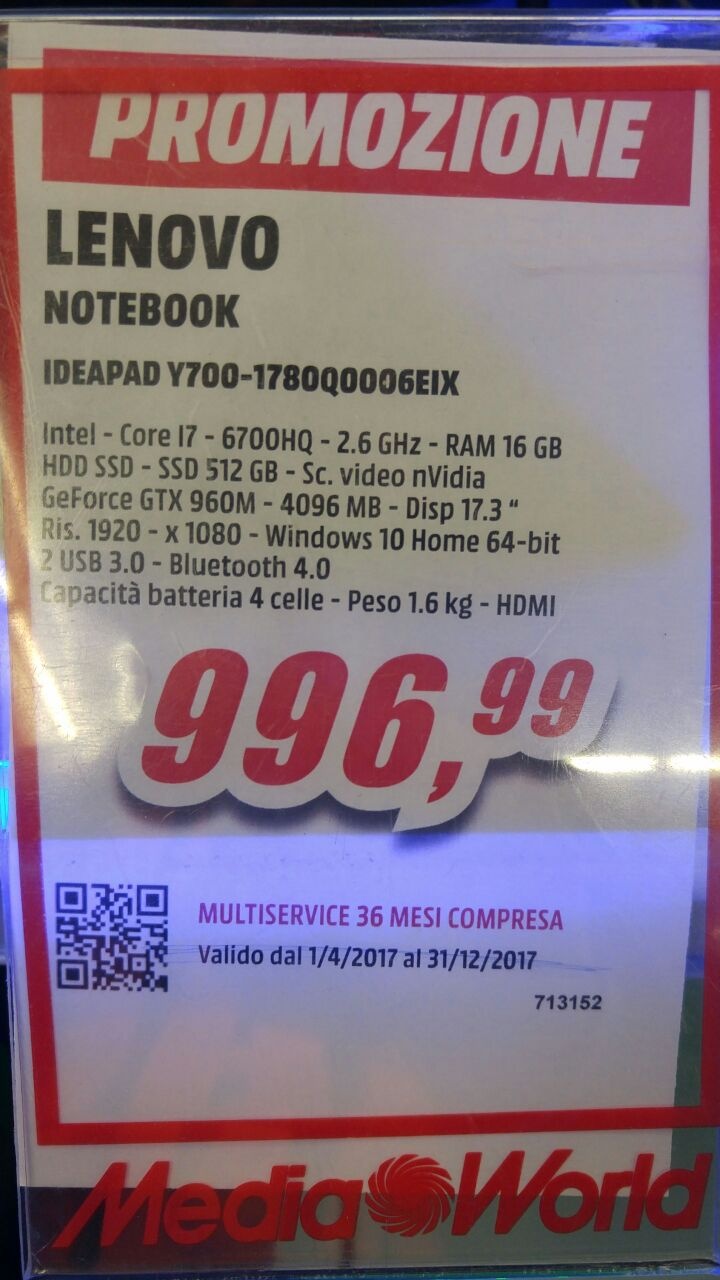 PROMOZIONE
LENOVO
NOTEBOOK
IDEAPAD Y700-1780Q0006EIX
Intel - Core I7 - 6700HQ - 2.6 GHz - RAM 16 GB
HDD SSD - SSD 512 GB - Sc. video nVidia
GeForce GTX 960M - 4096 MB - Disp 17.3 "
Ris. 1920 - x 1080 - Windows 10 Home 64-bit
2 USB 3.0 - Bluetooth 4.0
Capacità batteria 4 celle - Peso 1.6 kg - HDMI
996,99
MULTISERVICE 36 MESI COMPRESA
Valido dal 1/4/2017 al 31/12/2017
713152
MediaWorld